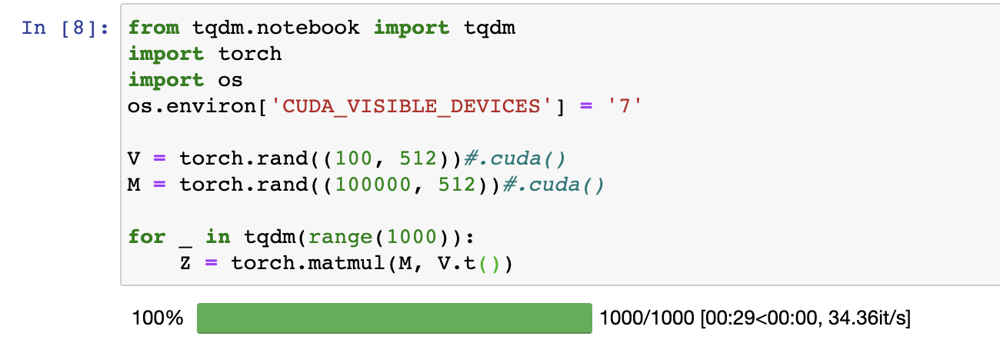 In [8]: from tqdm.notebook import tqdm
import torch
import os
os.environ['CUDA_VISIBLE_DEVICES'] = '7'
V = torch.rand((100, 512))#.cuda()
M = torch.rand((100000, 512))#.cuda()
for _ in tqdm(range(1000)):
    Z = torch.matmul(M, V.t())
100% 1000/1000 [00:29<00:00, 34.36it/s]